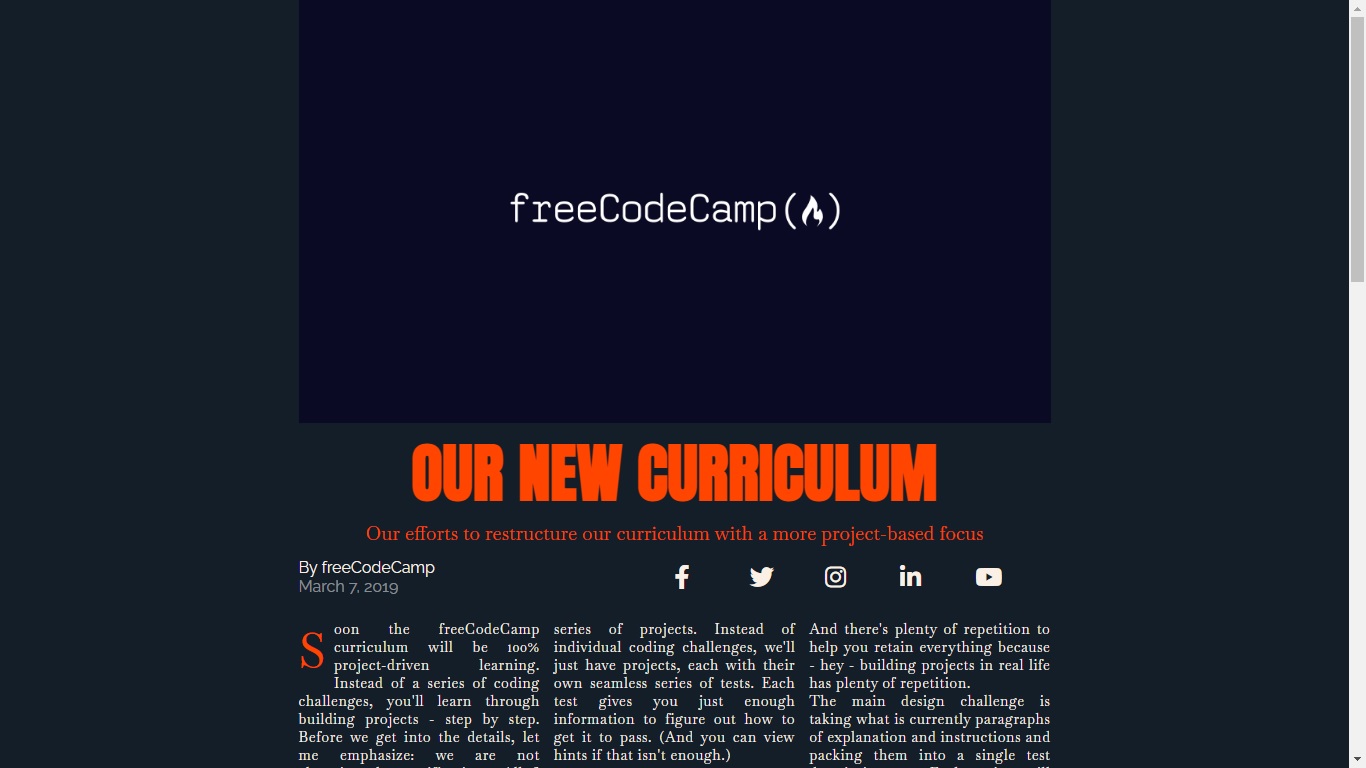 freeCodeCamp()
OUR NEW CURRICULUM
Our efforts to restructure our curriculum with a more project-based focus
By freeCodeCamp
March 7, 2019
Soon the freeCodeCamp
curriculum will be 100%
project-driven learning.
Instead of a series of coding
challenges, you'll learn through
building projects - step by step.
Before we get into the details, let
me emphasize: we are not
series of projects. Instead of
individual coding challenges, we'll
just have projects, each with their
own seamless series of tests. Each
test gives you just enough
information to figure out how to
get it to pass. (And you can view
hints if that isn't enough.)
And there's plenty of repetition to
help you retain everything because
- hey - building projects in real life
has plenty of repetition.
The main design challenge is
taking what is currently paragraphs
of explanation and instructions and
packing them into a single test